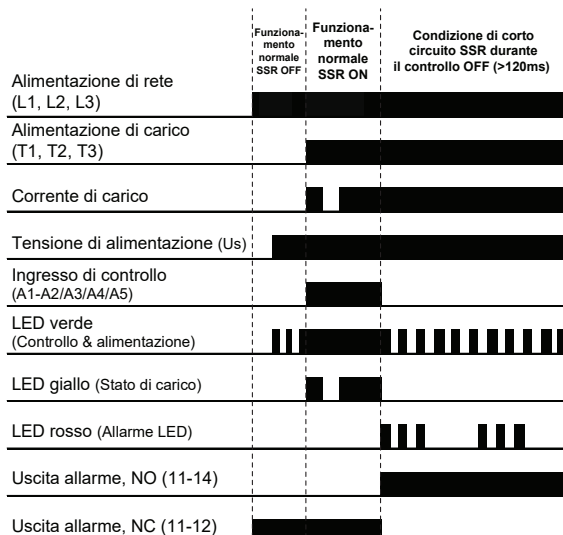 Funziona-
mento
normale
SSR OFF
Funziona-
mento
normale
SSR ON
Condizione di corto
circuito SSR durante
il controllo OFF (>120ms)
Alimentazione di rete
(L1, L2, L3)
Alimentazione di carico
(T1, T2, T3)
Corrente di carico
Tensione di alimentazione (Us)
Ingresso di controllo
(A1-A2/A3/A4/A5)
LED verde
(Controllo & alimentazione)
LED giallo (Stato di carico)
LED rosso (Allarme LED)
Uscita allarme, NO (11-14)
Uscita allarme, NC (11-12)